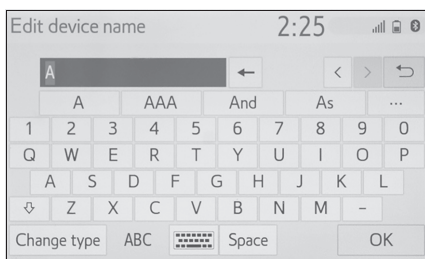 Edit device name 2:25
A ← < >
A AAA And As ...
1 2 3 4 5 6 7 8 9 0
Q W E R T Y U I O P
A S D F G H J K L
Z X C V B N M -
Change type ABC Space OK